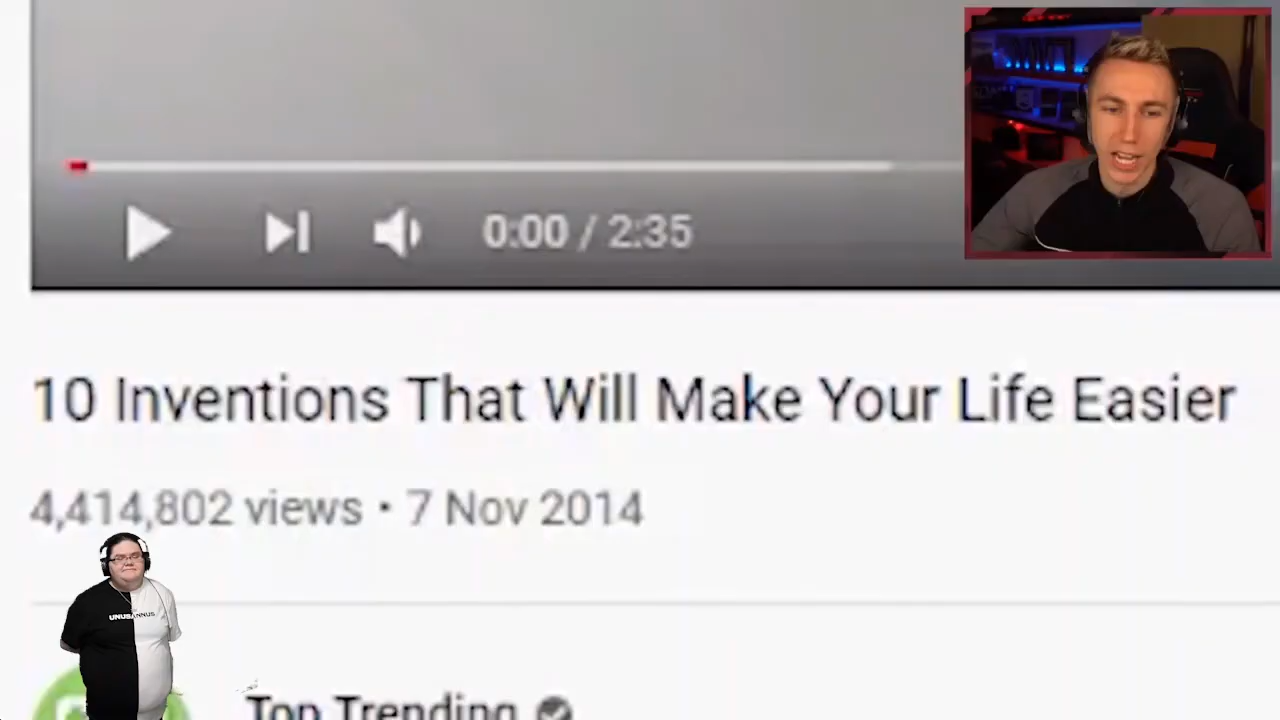 0:00 / 2:35
10 Inventions That Will Make Your Life Easier
4,414,802 views • 7 Nov 2014
UNUS ANNUS
Top Trending